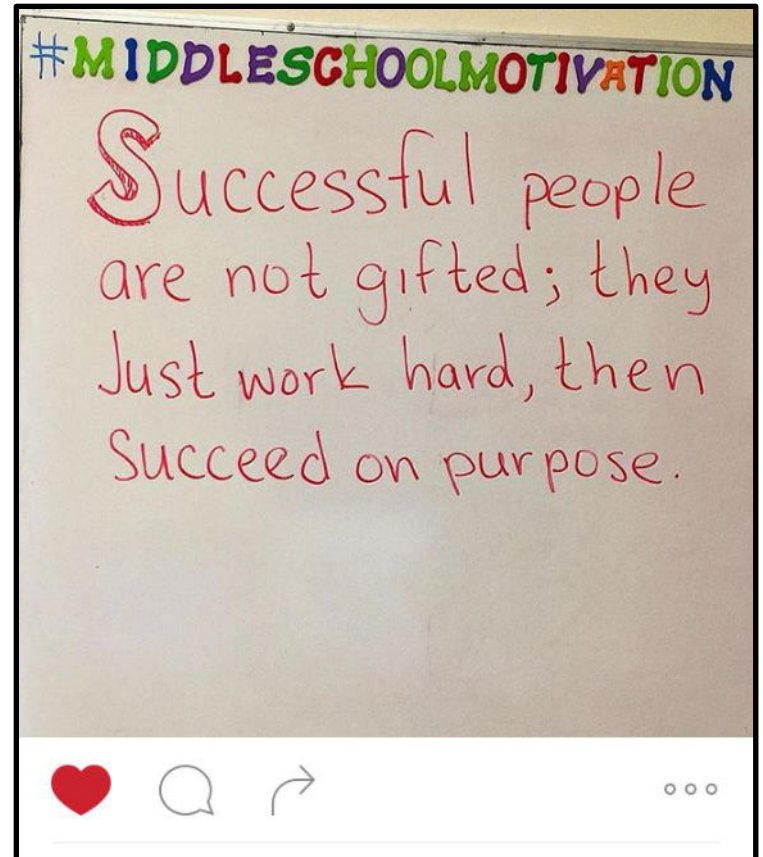 #MIDDLESCHOOLMOTIVATION
Successful people
are not gifted; they
Just work hard, then
Succeed on purpose.